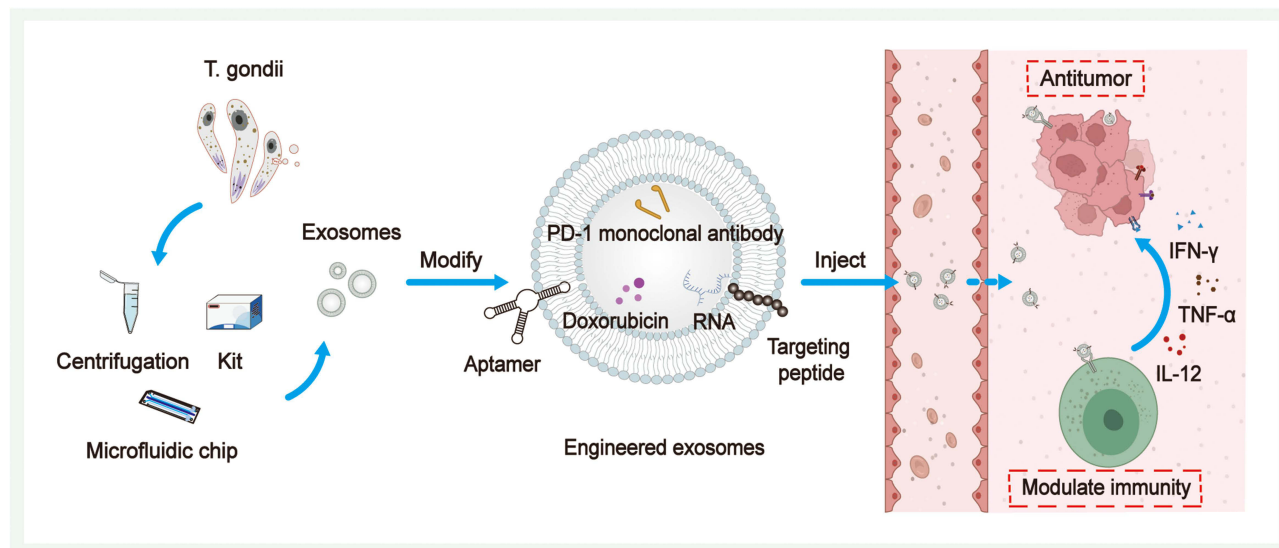 T. gondii
Centrifugation
Kit
Microfluidic chip
Exosomes
Modify
PD-1 monoclonal antibody
Doxorubicin
RNA
Aptamer
Targeting
peptide
Engineered exosomes
Inject
Antitumor
IFN-γ
TNF-α
IL-12
Modulate immunity